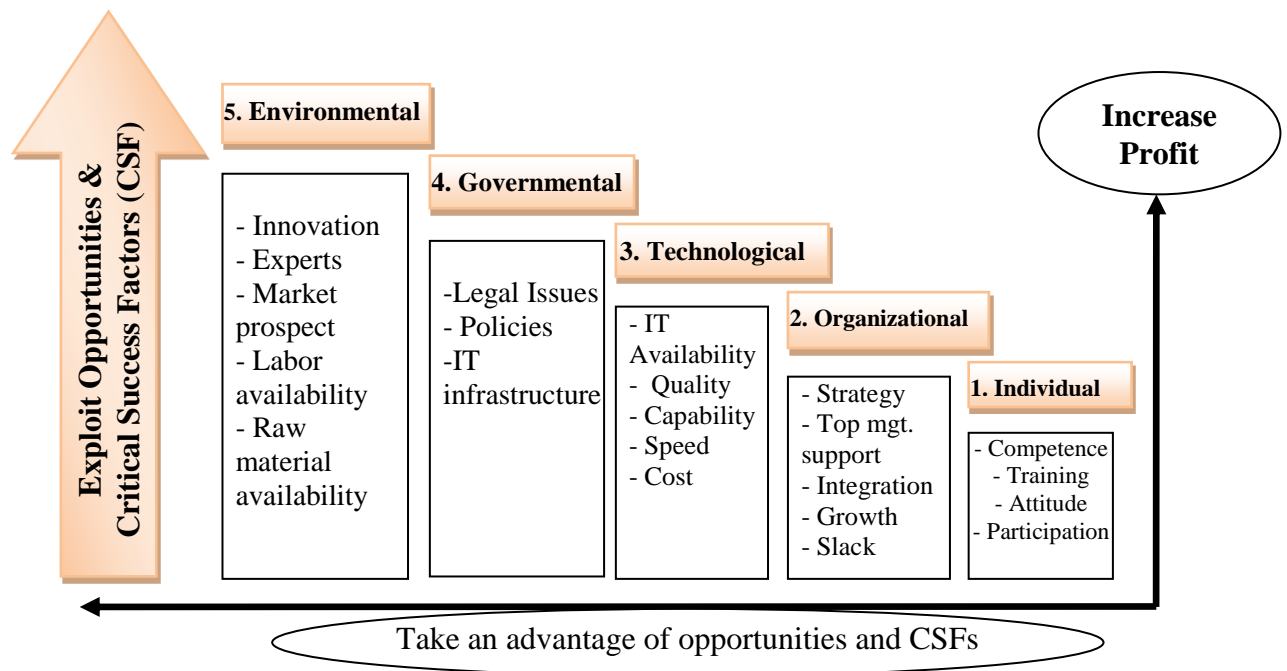 Exploit Opportunities &
Critical Success Factors (CSF)
5. Environmental
- Innovation
- Experts
- Market
prospect
- Labor
availability
- Raw
material
availability
4. Governmental
-Legal Issues
- Policies
-IT
infrastructure
3. Technological
- IT
Availability
- Quality
- Capability
- Speed
- Cost
2. Organizational
- Strategy
- Top mgt.
support
- Integration
- Growth
- Slack
1. Individual
- Competence
- Training
- Attitude
- Participation
Increase
Profit
Take an advantage of opportunities and CSFs